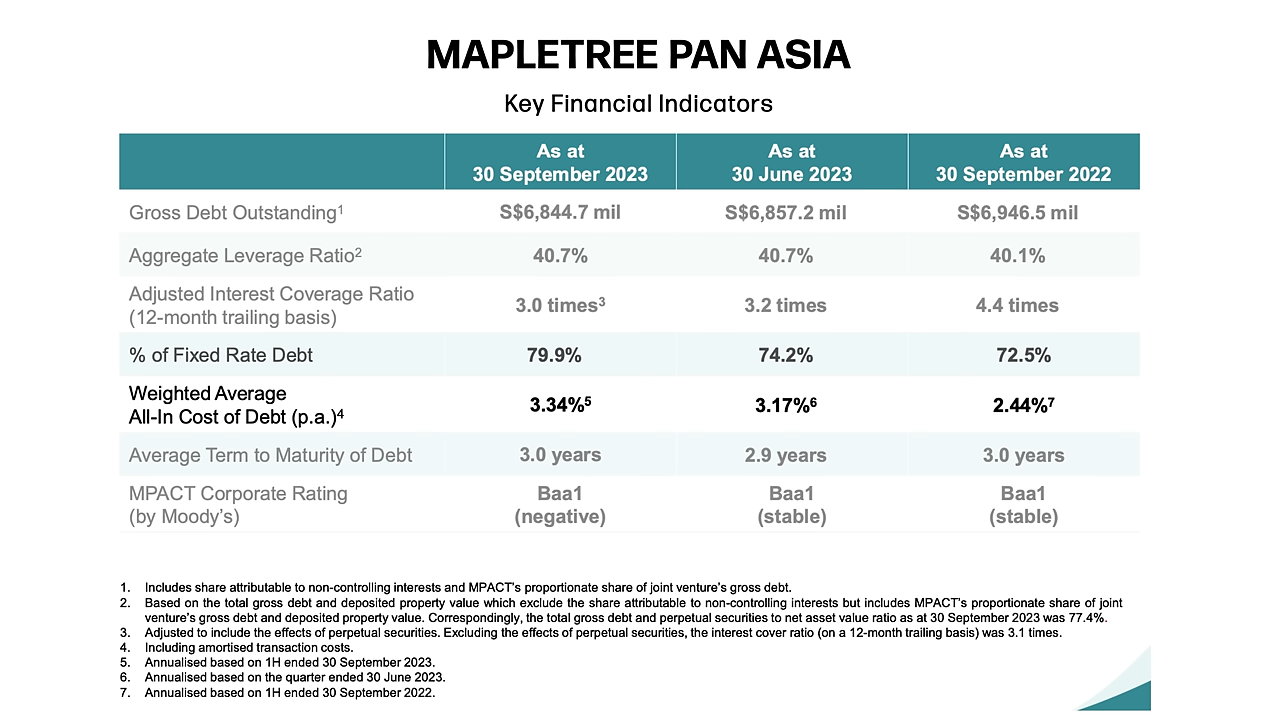 MAPLETREE PAN ASIA
Key Financial Indicators
As at As at As at
30 September 2023 30 June 2023 30 September 2022
Gross Debt Outstanding¹ S$6,844.7 mil S$6,857.2 mil S$6,946.5 mil
Aggregate Leverage Ratio² 40.7% 40.7% 40.1%
Adjusted Interest Coverage Ratio
(12-month trailing basis) 3.0 times³ 3.2 times 4.4 times
% of Fixed Rate Debt 79.9% 74.2% 72.5%
Weighted Average
All-In Cost of Debt (p.a.)⁴ 3.34%⁵ 3.17%⁶ 2.44%⁷
Average Term to Maturity of Debt 3.0 years 2.9 years 3.0 years
MPACT Corporate Rating Baa1 Baa1 Baa1
(by Moody's) (negative) (stable) (stable)
1. Includes share attributable to non-controlling interests and MPACT's proportionate share of joint venture's gross debt.
2. Based on the total gross debt and deposited property value which exclude the share attributable to non-controlling interests but includes MPACT's proportionate share of joint
venture's gross debt and deposited property value. Correspondingly, the total gross debt and perpetual securities to net asset value ratio as at 30 September 2023 was 77.4%.
3. Adjusted to include the effects of perpetual securities. Excluding the effects of perpetual securities, the interest cover ratio (on a 12-month trailing basis) was 3.1 times.
4. Including amortised transaction costs.
5. Annualised based on 1H ended 30 September 2023.
6. Annualised based on the quarter ended 30 June 2023.
7. Annualised based on 1H ended 30 September 2022.